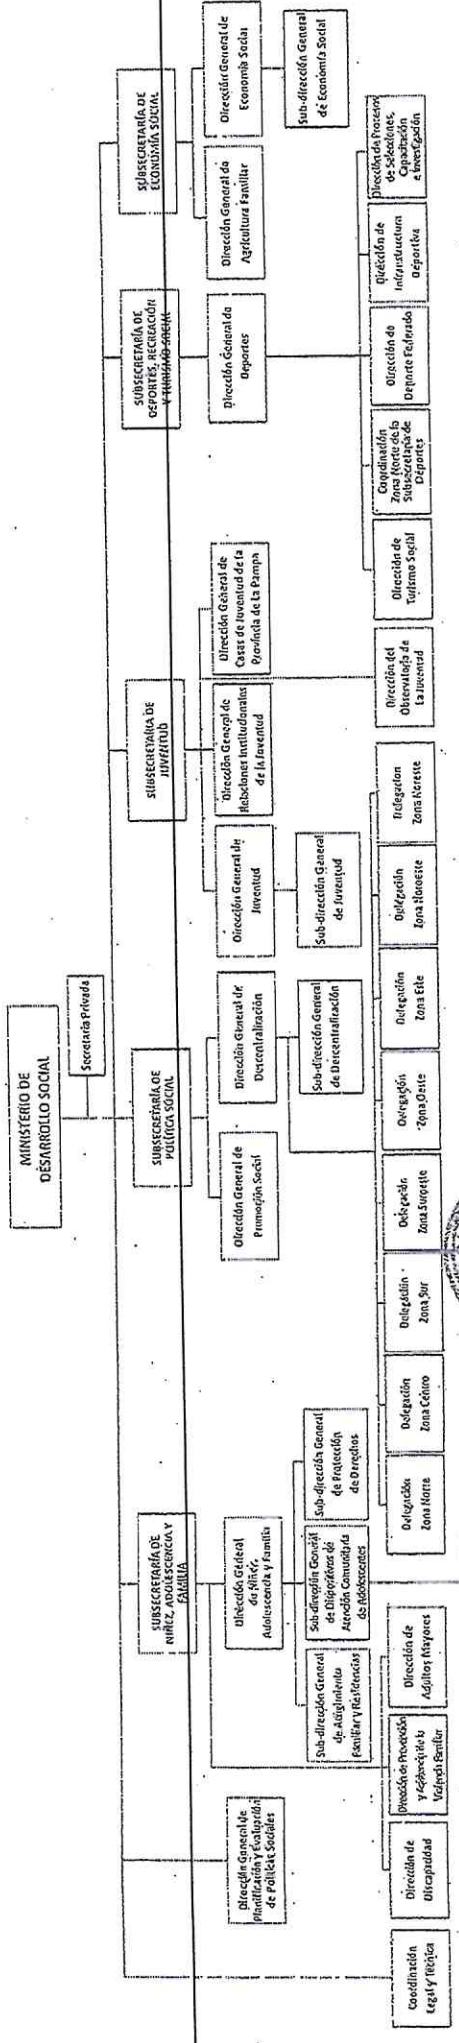 MINISTERIO DE
DESARROLLO SOCIAL
Secretaría Privada
SUBSECRETARÍA DE
NIÑEZ, ADOLESCENCIA Y
FAMILIA
SUBSECRETARÍA DE
POLÍTICA SOCIAL
SUBSECRETARÍA DE
JUVENTUD
SUBSECRETARÍA DE
DEPORTES, RECREACIÓN
Y TURISMO SOCIAL
SUBSECRETARÍA DE
ECONOMÍA SOCIAL
Dirección General de
Planificación y Evaluación
de Políticas Sociales
Dirección General
de Niñez,
Adolescencia y Familia
Dirección General de
Promoción Social
Dirección General de
Descentralización
Dirección General de
Juventud
Dirección General de
Relaciones Institucionales
de la Juventud
Dirección General de
Casas de Juventud de la
Provincia de La Pampa
Dirección General de
Deportes
Dirección General de
Agricultura Familiar
Dirección General de
Economía Social
Sub-dirección General
de Acogimiento
Familiar y Residencias
Sub-dirección General
de Dispositivos de
Atención Comunitaria
de Adolescentes
Sub-dirección General
de Protección
de Derechos
Sub-dirección General
de Descentralización
Sub-dirección General
de Juventud
Sub-dirección General
de Economía Social
Coordinación
Legal y Técnica
Dirección de
Discapacidad
Dirección de Prevención
y Asistencia de la
Violencia Familiar
Dirección de
Adultos Mayores
Delegación
Zona Norte
Delegación
Zona Centro
Delegación
Zona Sur
Delegación
Zona Suroeste
Delegación
Zona Oeste
Delegación
Zona Este
Delegación
Zona Noroeste
Delegación
Zona Noreste
Dirección del
Observatorio de
La Juventud
Dirección de
Turismo Social
Coordinación
Zona Norte de la
Subsecretaría de
Deportes
Dirección de
Deporte Federado
Dirección de
Infraestructura
Deportiva
Dirección de Procesos
de Selecciones,
Capacitación
e Investigación